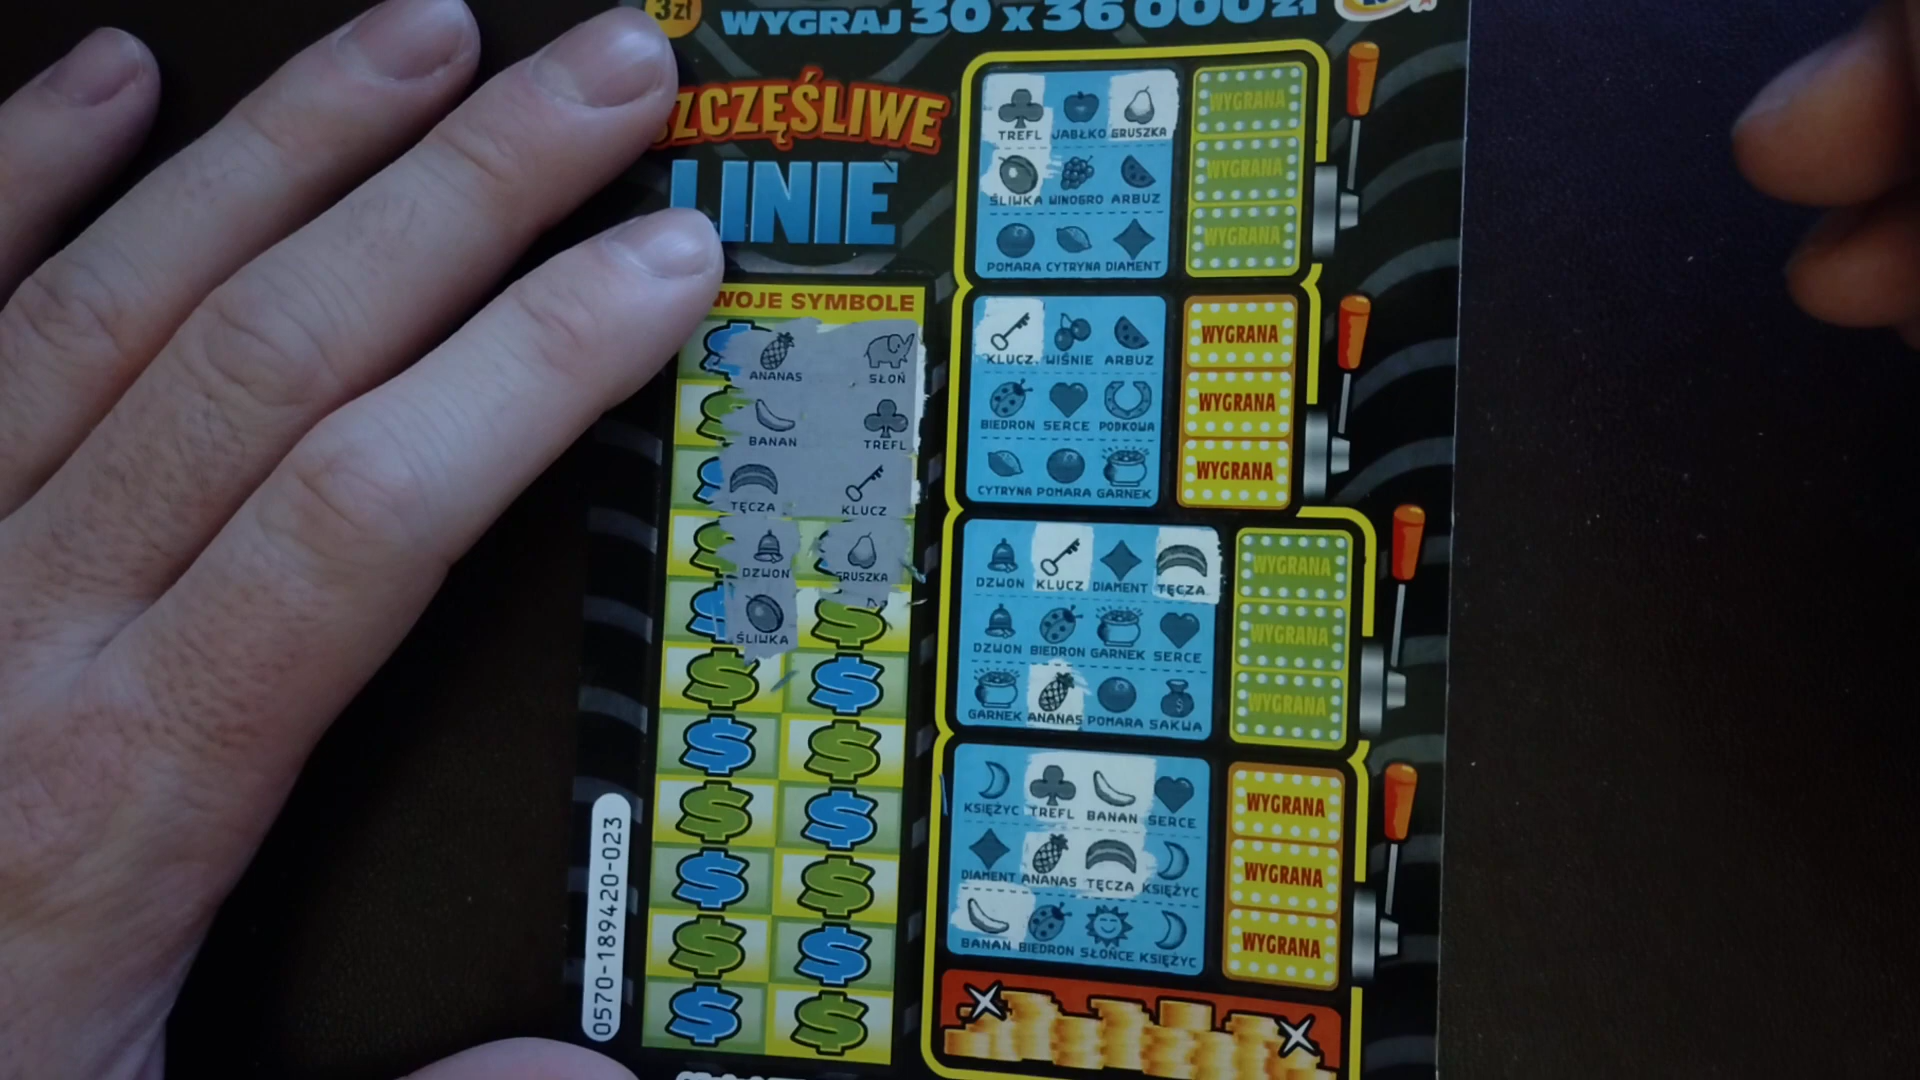 3zł
WYGRAJ 30 x 36 000 zł
SZCZĘŚLIWE
LINIE
WOJE SYMBOLE
ANANAS SŁOŃ
BANAN TREFL
TĘCZA KLUCZ
DZWON GRUSZKA
ŚLIWKA
0570-189420-023
TREFL JABŁKO GRUSZKA
WYGRANA
ŚLIWKA WINOGRO ARBUZ
WYGRANA
POMARA CYTRYNA DIAMENT
WYGRANA
KLUCZ WIŚNIE ARBUZ
WYGRANA
BIEDRON SERCE PODKOWA
WYGRANA
CYTRYNA POMARA GARNEK
WYGRANA
DZWON KLUCZ DIAMENT TĘCZA
WYGRANA
DZWON BIEDRON GARNEK SERCE
WYGRANA
GARNEK ANANAS POMARA SAKWA
WYGRANA
KSIĘŻYC TREFL BANAN SERCE
WYGRANA
DIAMENT ANANAS TĘCZA KSIĘŻYC
WYGRANA
BANAN BIEDRON SŁOŃCE KSIĘŻYC
WYGRANA